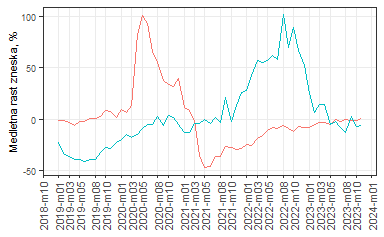 Medletna rast zneska, %
100
50
0
-50
2018-m10
2019-m01
2019-m03
2019-m05
2019-m08
2019-m10
2020-m01
2020-m03
2020-m05
2020-m08
2020-m10
2021-m01
2021-m03
2021-m05
2021-m08
2021-m10
2022-m01
2022-m03
2022-m05
2022-m08
2022-m10
2023-m01
2023-m03
2023-m05
2023-m08
2023-m10
2024-m01